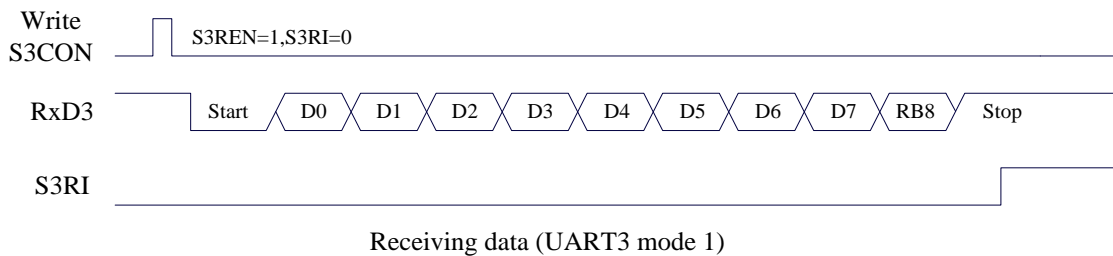 Write
S3CON
S3REN=1,S3RI=0
RxD3 Start D0 D1 D2 D3 D4 D5 D6 D7 RB8 Stop
S3RI
Receiving data (UART3 mode 1)